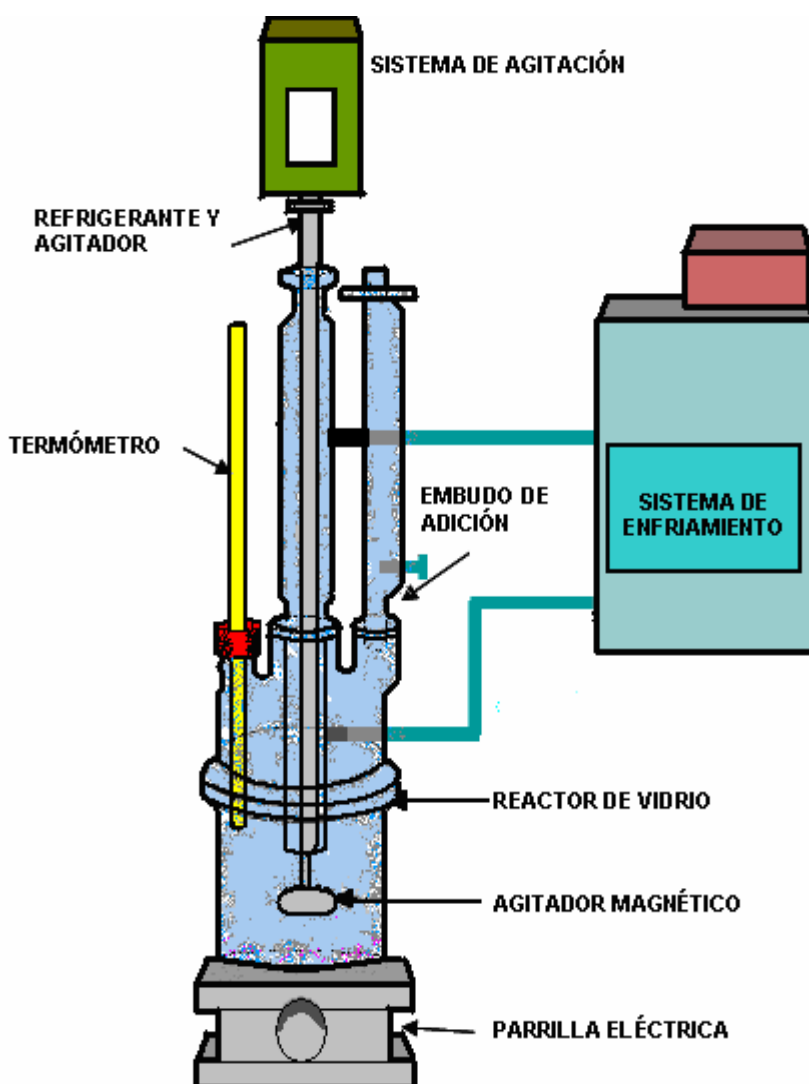 SISTEMA DE AGITACIÓN
REFRIGERANTE Y
AGITADOR
TERMÓMETRO
EMBUDO DE
ADICIÓN
SISTEMA DE
ENFRIAMIENTO
REACTOR DE VIDRIO
AGITADOR MAGNÉTICO
PARRILLA ELÉCTRICA